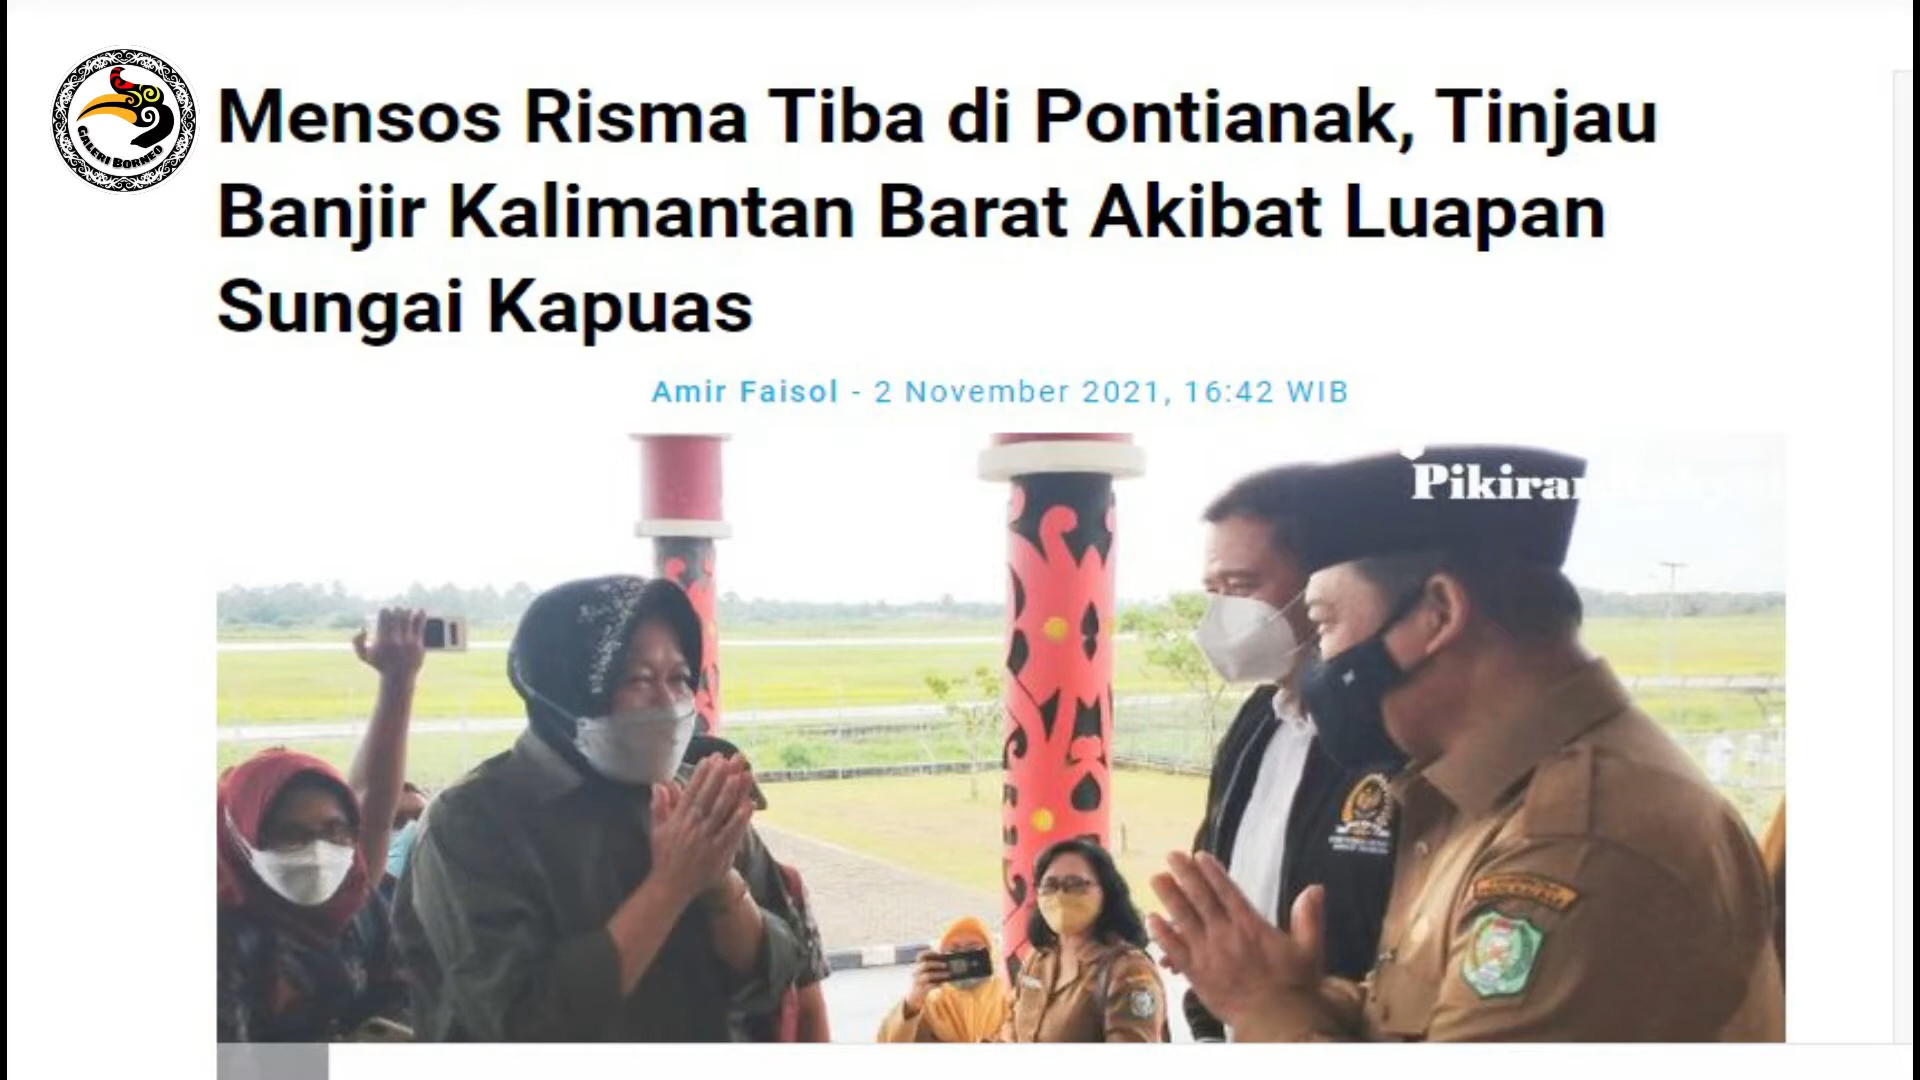 GALERI BORNEO
Mensos Risma Tiba di Pontianak, Tinjau
Banjir Kalimantan Barat Akibat Luapan
Sungai Kapuas
Amir Faisol - 2 November 2021, 16:42 WIB
Pikiran